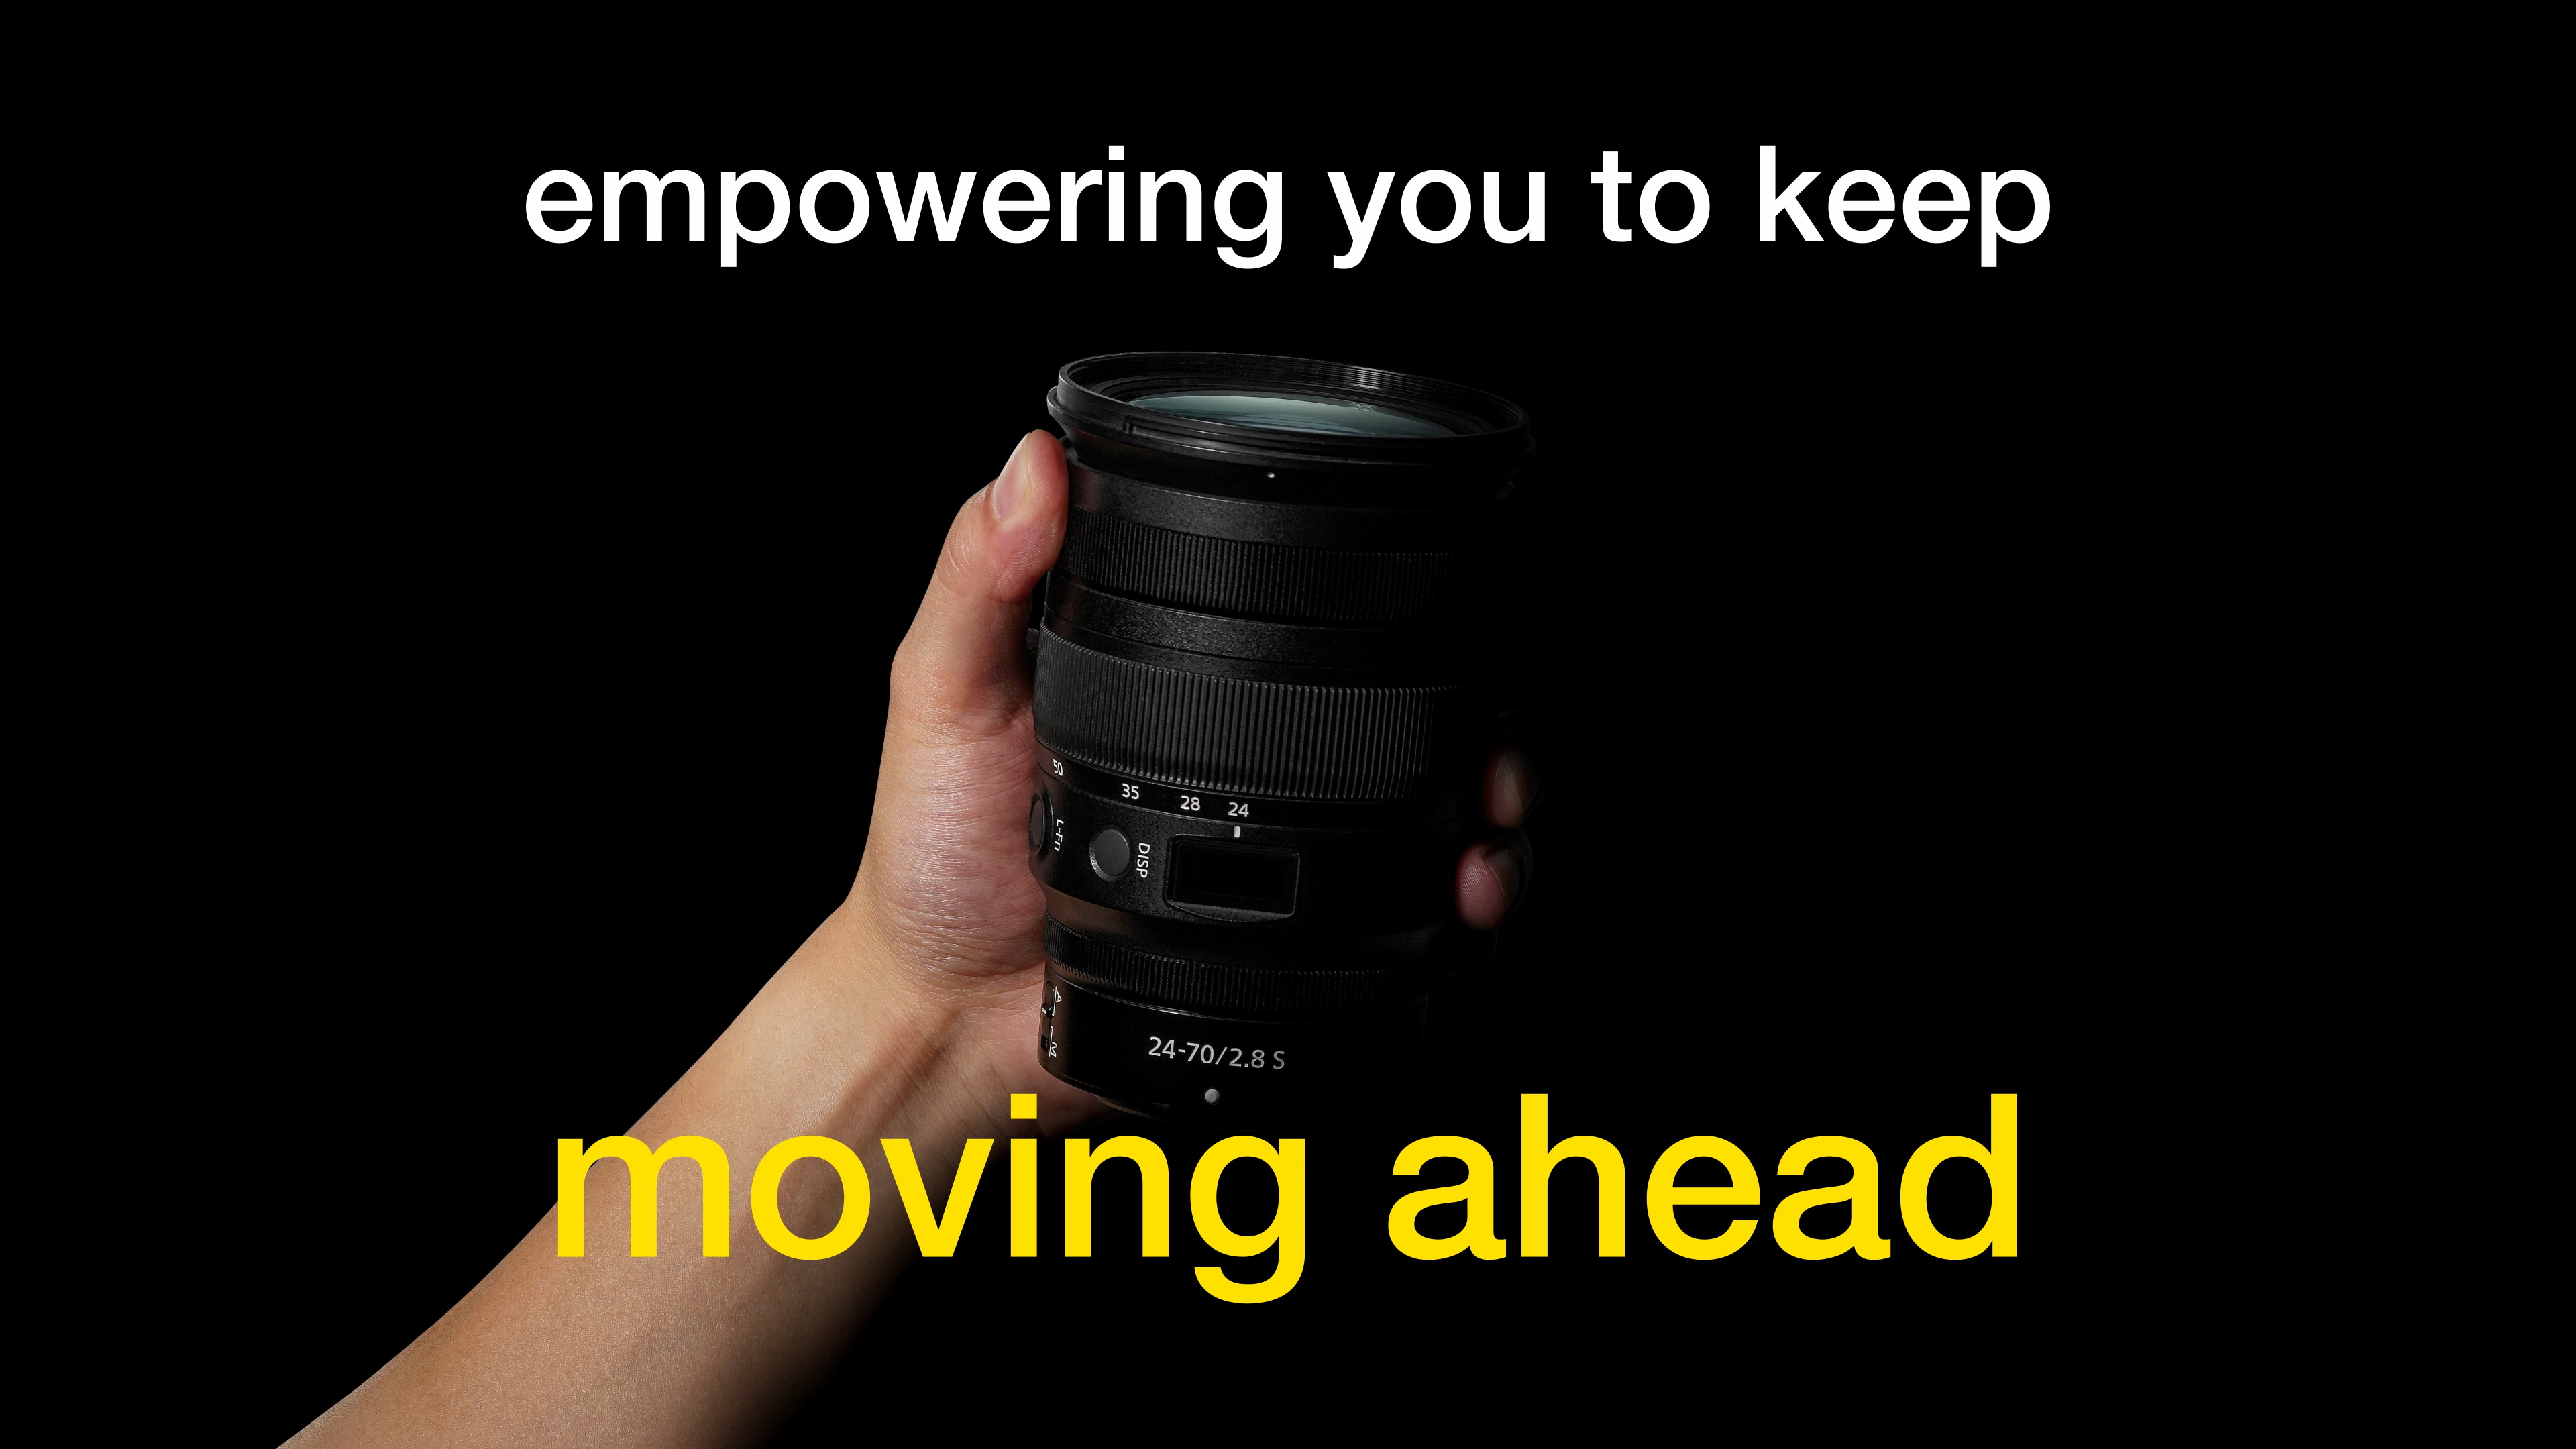 empowering you to keep
50 35 28 24
L-Fn
DISP
A
M
24-70/2.8 S
moving ahead